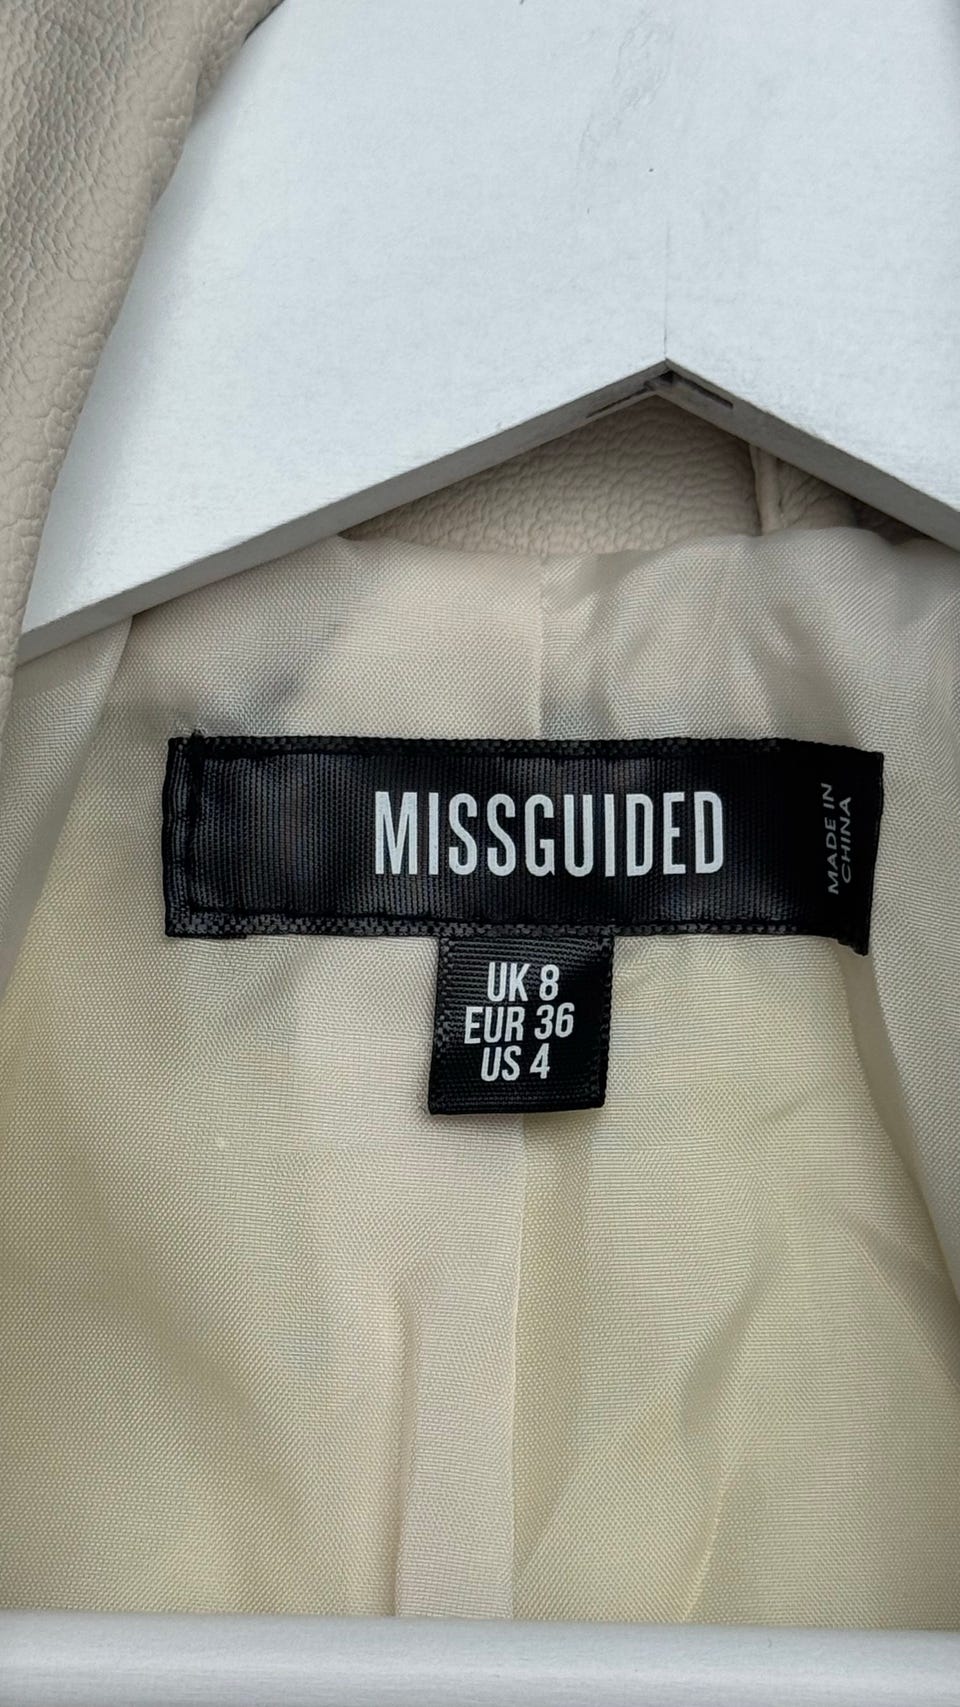 MISSGUIDED
MADE IN
CHINA
UK 8
EUR 36
US 4